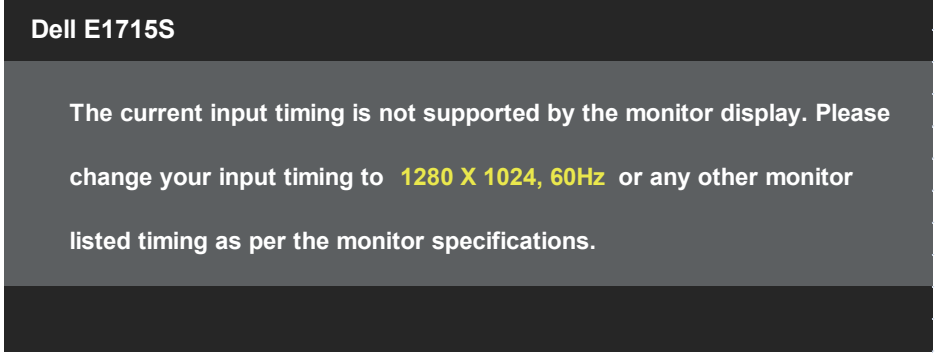 Dell E1715S
The current input timing is not supported by the monitor display. Please
change your input timing to 1280 X 1024, 60Hz or any other monitor
listed timing as per the monitor specifications.